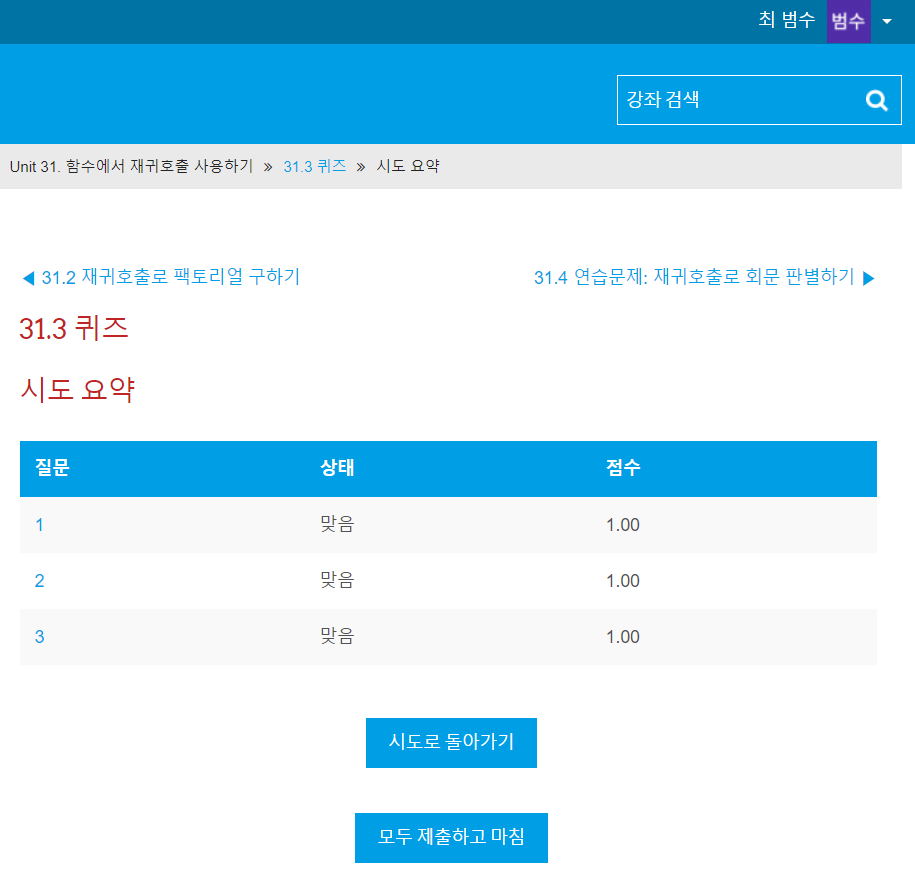 최 범수 범수
강좌 검색
Unit 31. 함수에서 재귀호출 사용하기 » 31.3 퀴즈 » 시도 요약
◀ 31.2 재귀호출로 팩토리얼 구하기 31.4 연습문제: 재귀호출로 회문 판별하기 ▶
31.3 퀴즈
시도 요약
질문 상태 점수
1 맞음 1.00
2 맞음 1.00
3 맞음 1.00
시도로 돌아가기
모두 제출하고 마침